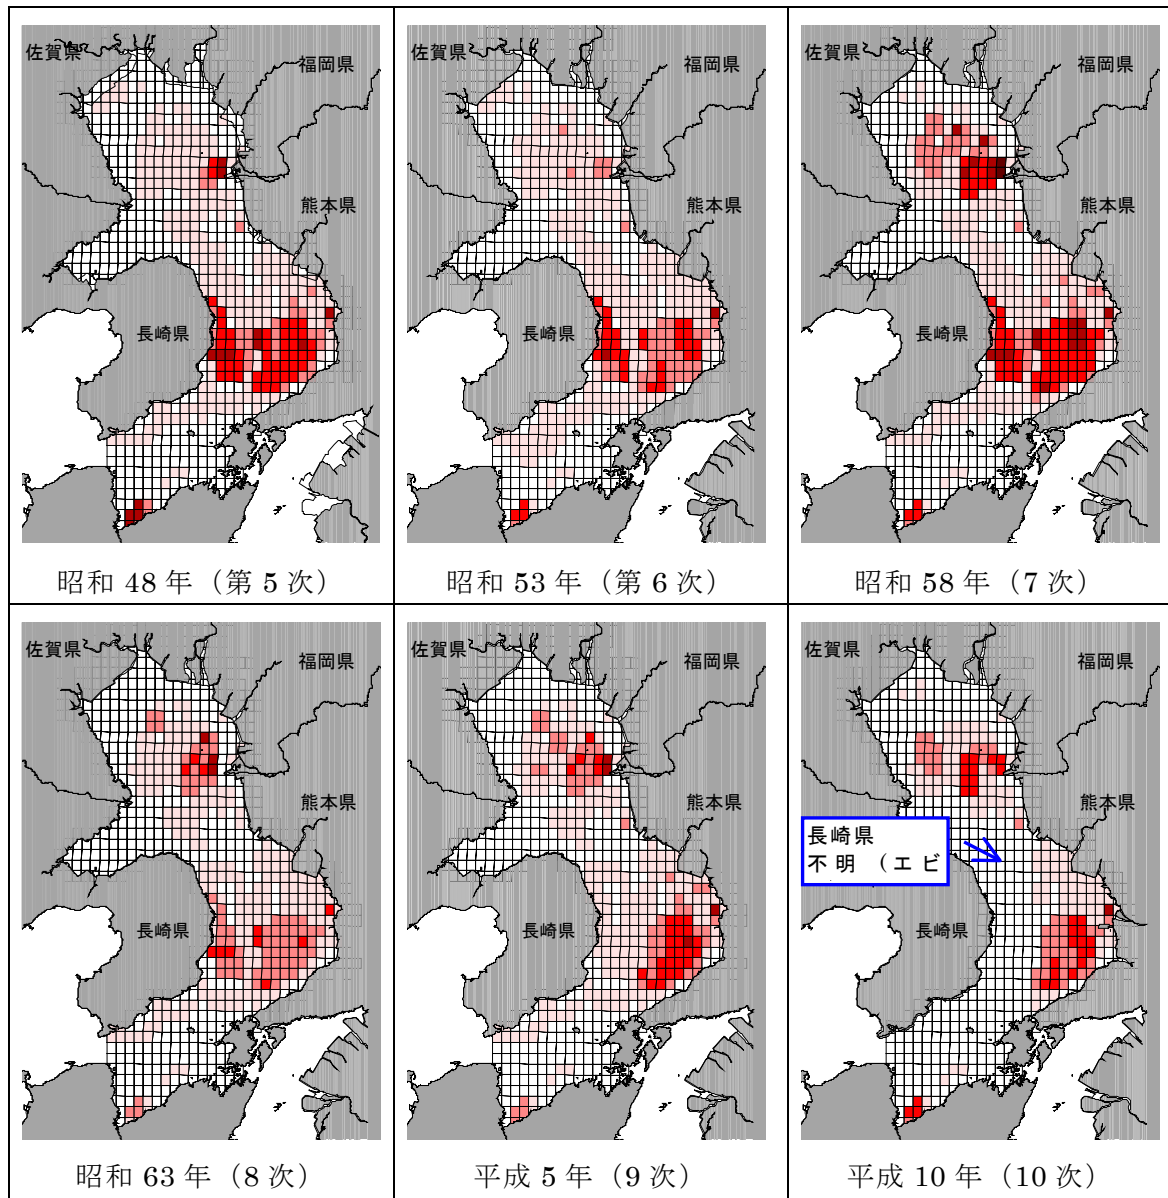 佐賀県
福岡県
熊本県
長崎県
昭和 48 年（第 5 次）
佐賀県
福岡県
熊本県
長崎県
昭和 53 年（第 6 次）
佐賀県
福岡県
熊本県
長崎県
昭和 58 年（7 次）
佐賀県
福岡県
熊本県
長崎県
昭和 63 年（8 次）
佐賀県
福岡県
熊本県
長崎県
平成 5 年（9 次）
佐賀県
福岡県
熊本県
長崎県
不明（エビ
長崎県
平成 10 年（10 次）